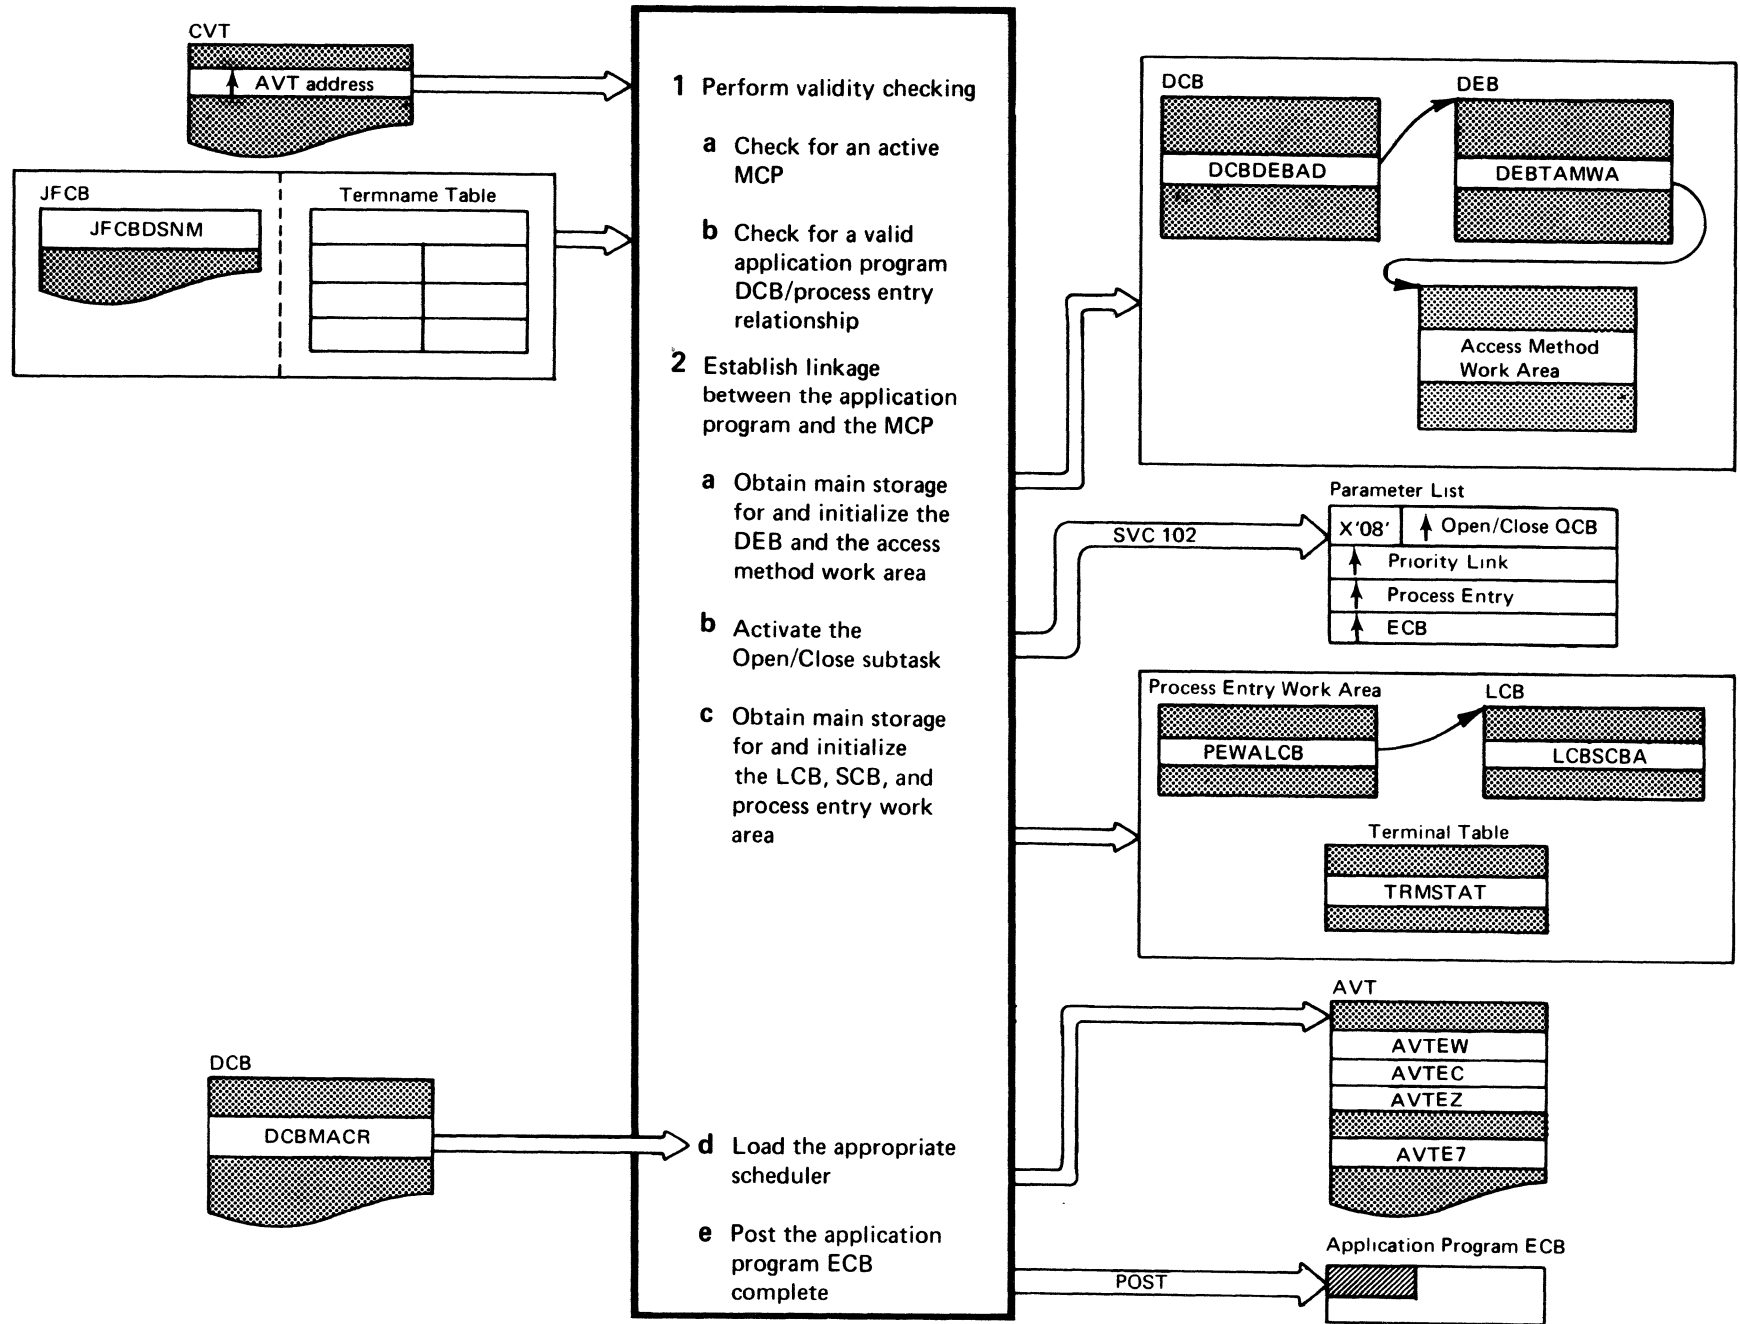 CVT
AVT address
JFCB
JFCBDSNM
Termname Table
1 Perform validity checking
a Check for an active
MCP
b Check for a valid
application program
DCB/process entry
relationship
2 Establish linkage
between the application
program and the MCP
a Obtain main storage
for and initialize the
DEB and the access
method work area
b Activate the
Open/Close subtask
c Obtain main storage
for and initialize
the LCB, SCB, and
process entry work
area
DCB
DCBMACR
d Load the appropriate
scheduler
e Post the application
program ECB
complete
DCB
DCBDEBAD
DEB
DEBTAMWA
Access Method
Work Area
SVC 102
Parameter List
X'08' Open/Close QCB
Priority Link
Process Entry
ECB
Process Entry Work Area
PEWALCB
LCB
LCBSCBA
Terminal Table
TRMSTAT
AVT
AVTEW
AVTEC
AVTEZ
AVTE7
POST
Application Program ECB